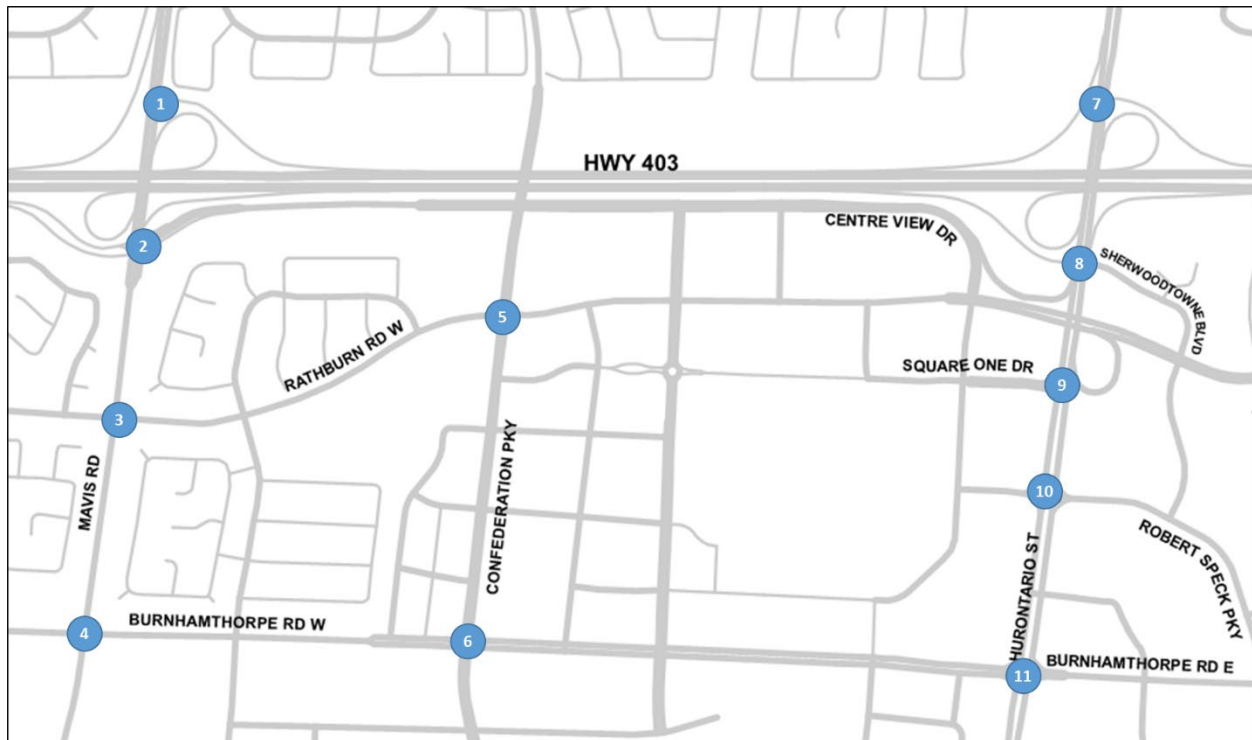 1
7
HWY 403
CENTRE VIEW DR
2
8
SHERWOODTOWNE BLVD
5
RATHBURN RD W
SQUARE ONE DR
9
3
MAVIS RD
CONFEDERATION PKY
10
ROBERT SPECK PKY
HURONTARIO ST
4
BURNHAMTHORPE RD W
6
BURNHAMTHORPE RD E
11